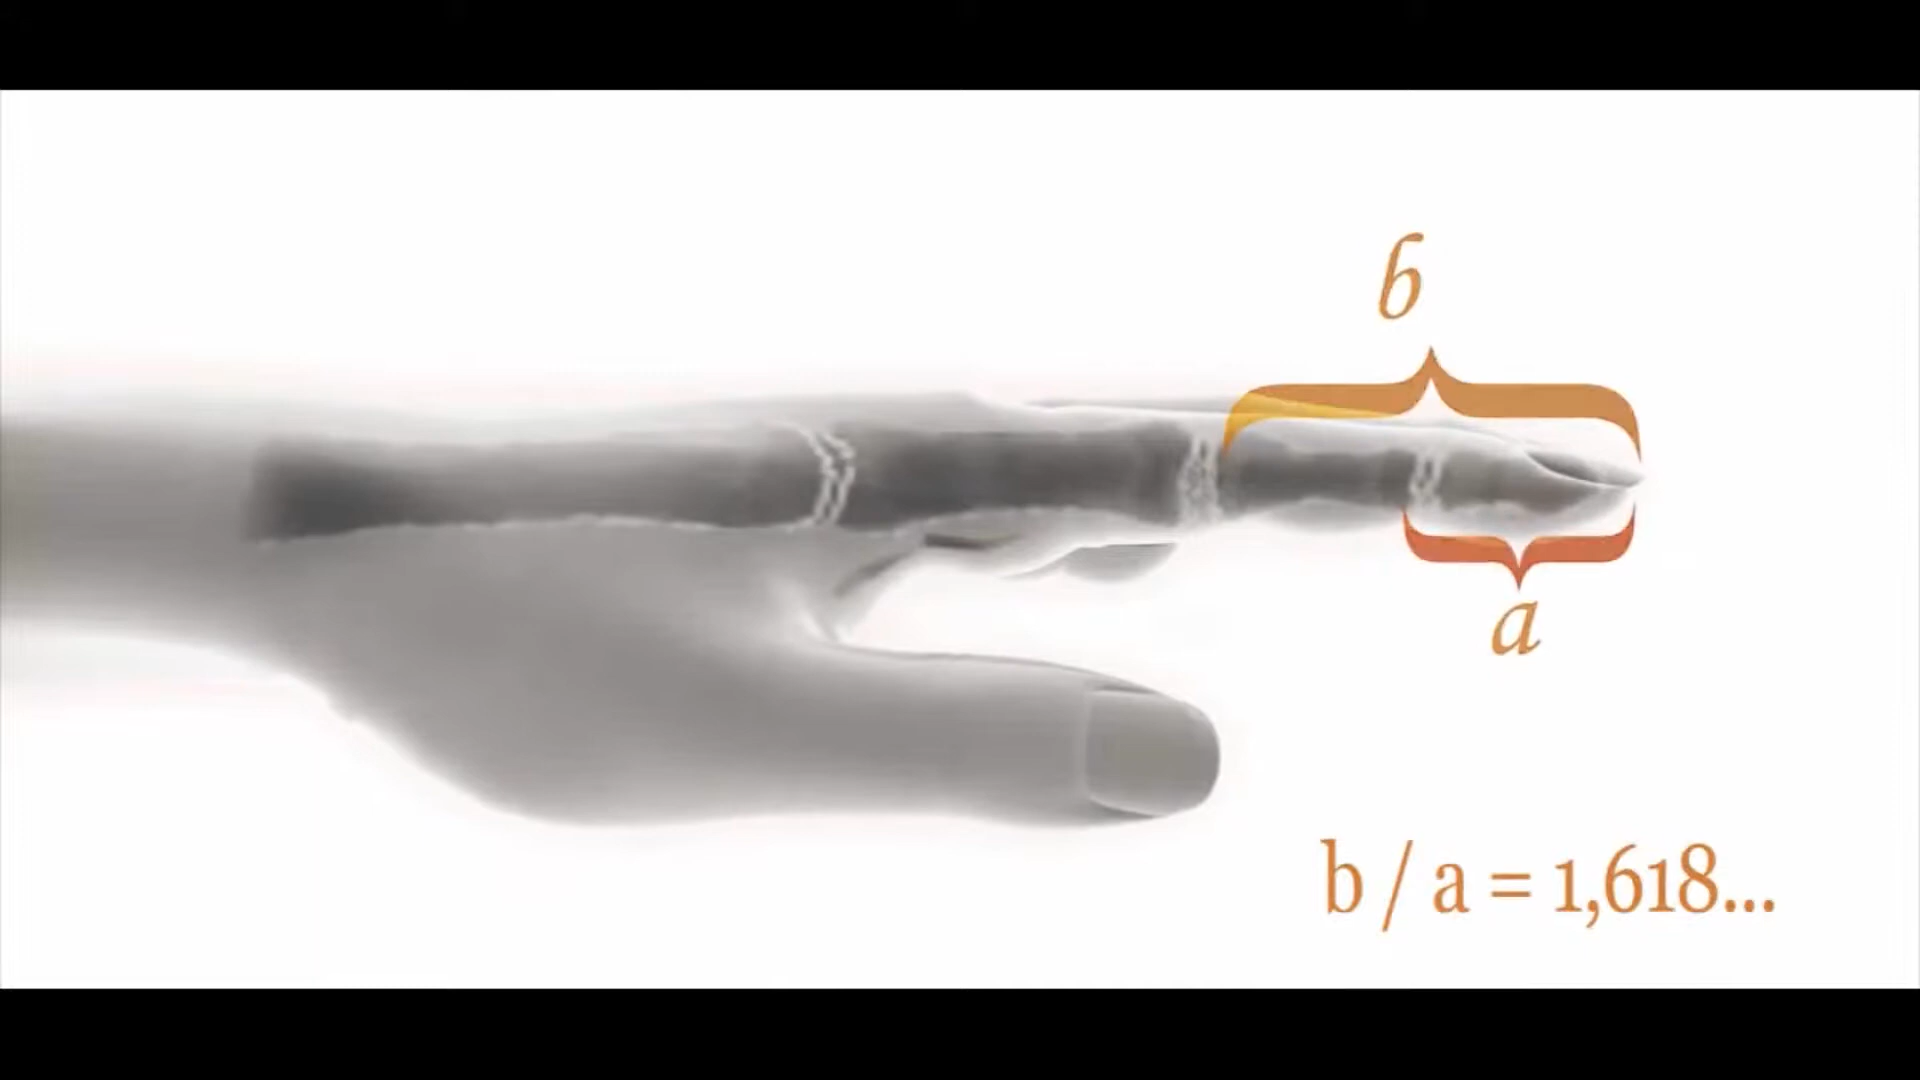 b
a
b / a = 1,618...